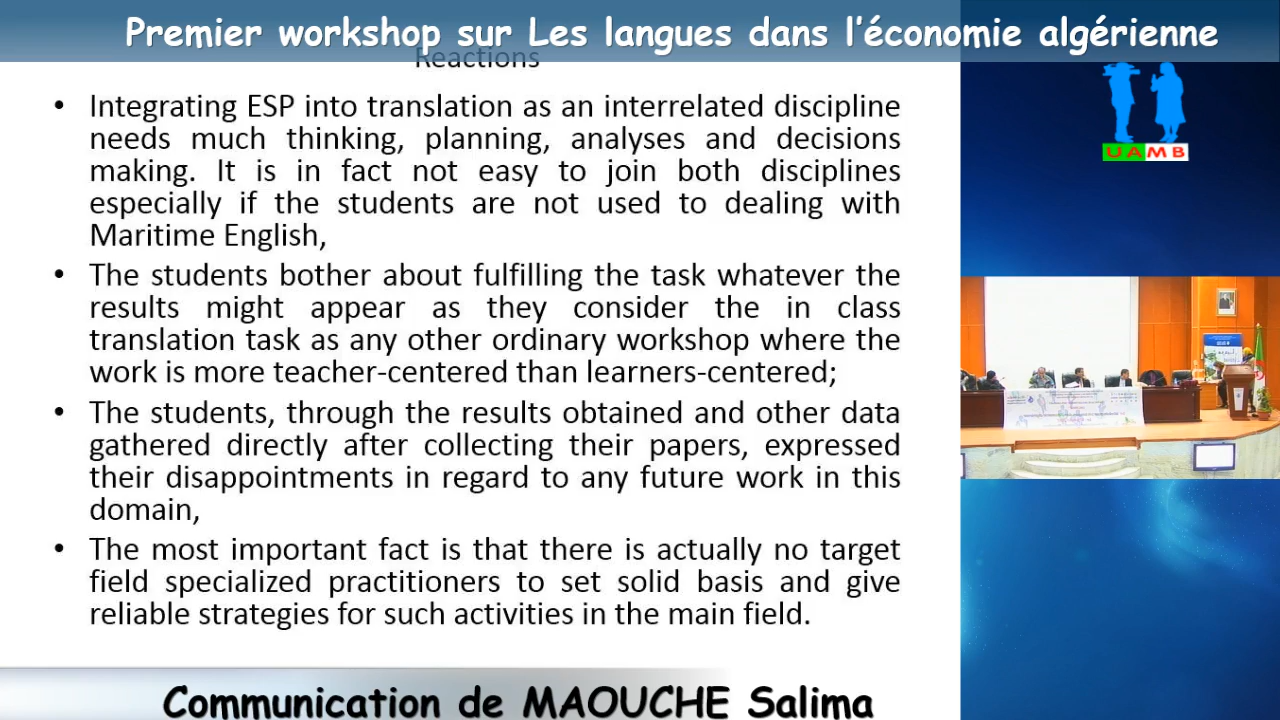 Premier workshop sur Les langues dans l'économie algérienne
Reactions
• Integrating ESP into translation as an interrelated discipline
needs much thinking, planning, analyses and decisions
making. It is in fact not easy to join both disciplines
especially if the students are not used to dealing with
Maritime English,
• The students bother about fulfilling the task whatever the
results might appear as they consider the in class
translation task as any other ordinary workshop where the
work is more teacher-centered than learners-centered;
• The students, through the results obtained and other data
gathered directly after collecting their papers, expressed
their disappointments in regard to any future work in this
domain,
• The most important fact is that there is actually no target
field specialized practitioners to set solid basis and give
reliable strategies for such activities in the main field.
UAMB
Communication de MAOUCHE Salima